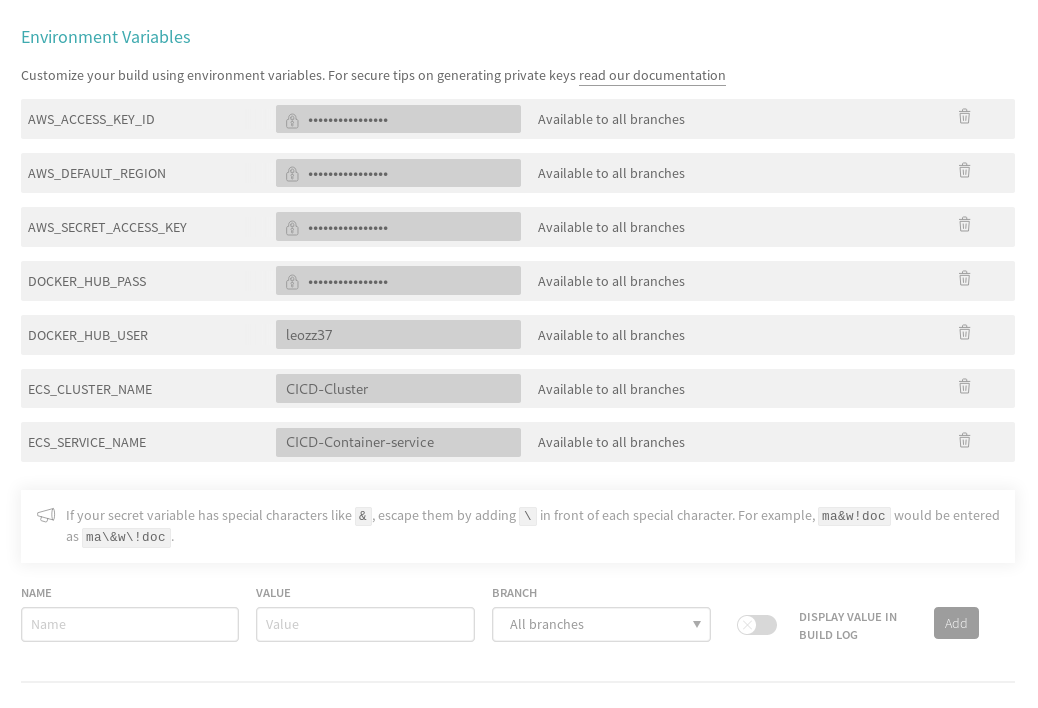 Environment Variables
Customize your build using environment variables. For secure tips on generating private keys read our documentation
AWS_ACCESS_KEY_ID •••••••••••••••• Available to all branches
AWS_DEFAULT_REGION •••••••••••••••• Available to all branches
AWS_SECRET_ACCESS_KEY •••••••••••••••• Available to all branches
DOCKER_HUB_PASS •••••••••••••••• Available to all branches
DOCKER_HUB_USER leozz37 Available to all branches
ECS_CLUSTER_NAME CICD-Cluster Available to all branches
ECS_SERVICE_NAME CICD-Container-service Available to all branches
If your secret variable has special characters like & , escape them by adding \ in front of each special character. For example, ma&w!doc would be entered
as ma\&w\!doc .
NAME VALUE BRANCH
Name Value All branches DISPLAY VALUE IN Add
BUILD LOG